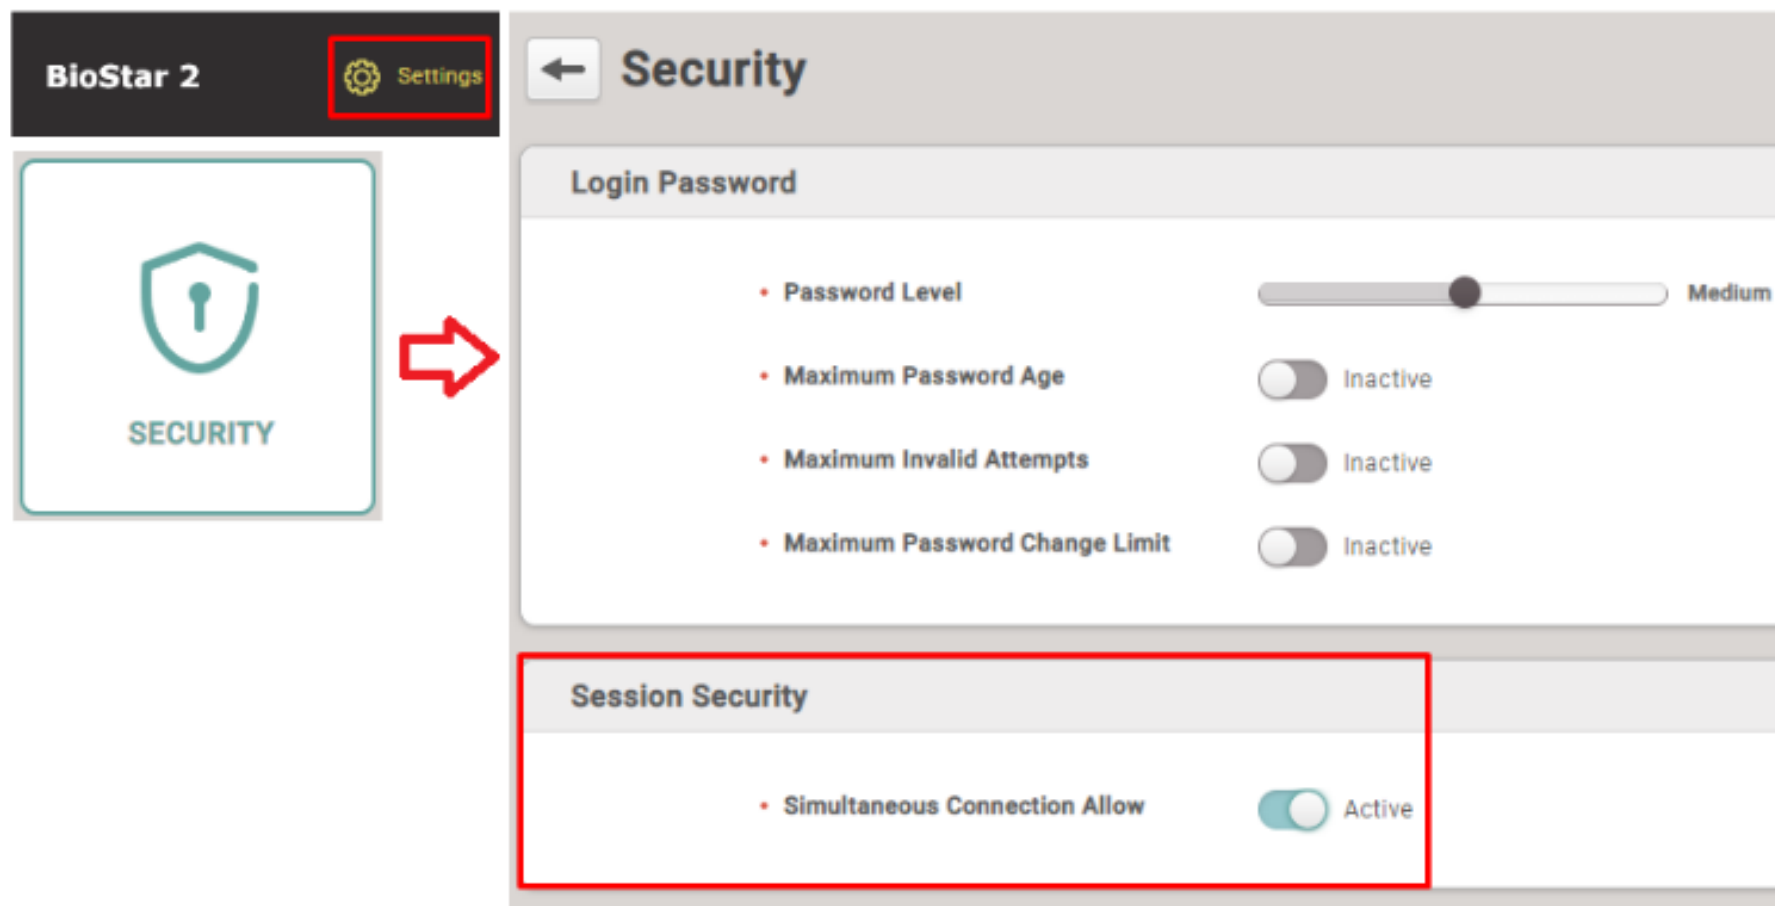 BioStar 2
Settings
SECURITY
Security
Login Password
Password Level
Medium
Maximum Password Age
Inactive
Maximum Invalid Attempts
Inactive
Maximum Password Change Limit
Inactive
Session Security
Simultaneous Connection Allow
Active